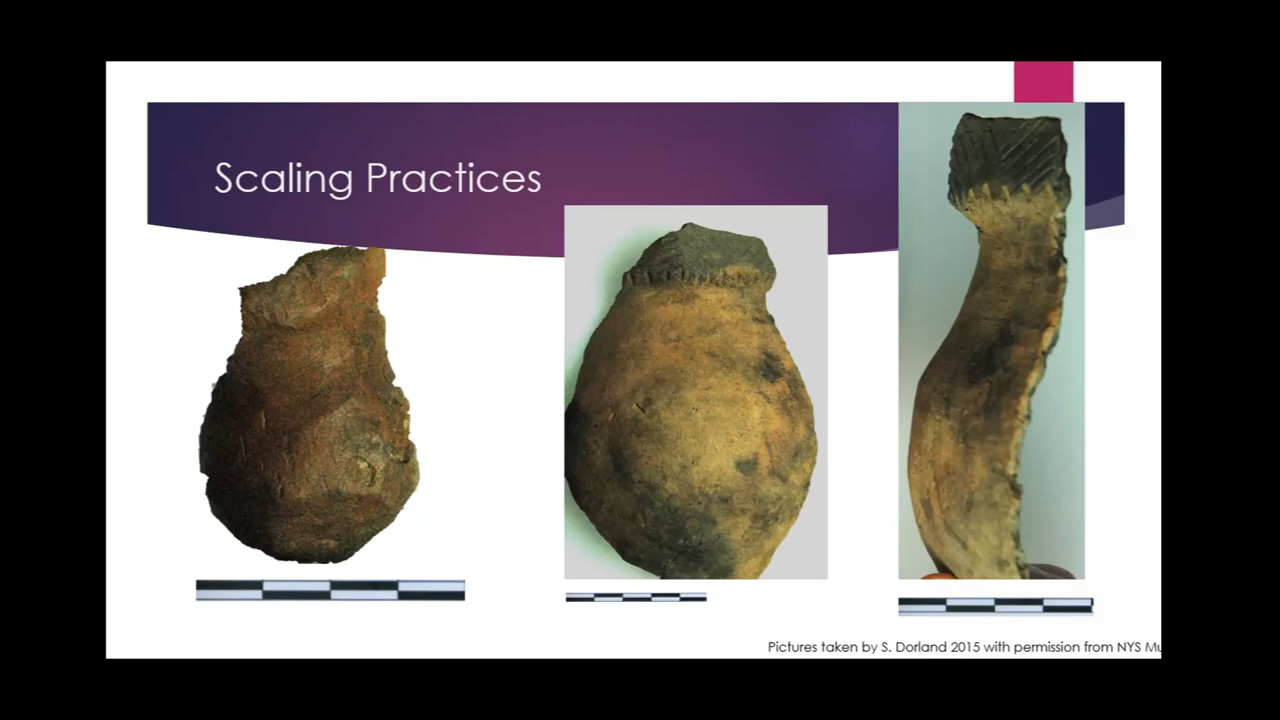 Scaling Practices
Pictures taken by S. Dorland 2015 with permission from NYS